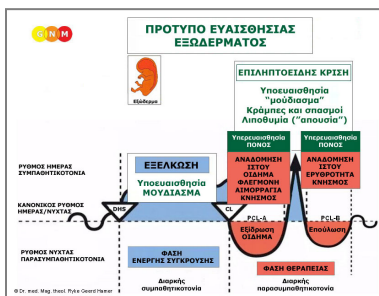 GNM
ΠΡΟΤΥΠΟ ΕΥΑΙΣΘΗΣΙΑΣ
ΕΞΩΔΕΡΜΑΤΟΣ
Εξώδερμα
ΕΠΙΛΗΠΤΟΕΙΔΗΣ ΚΡΙΣΗ
Υποευαισθησία
"μούδιασμα"
Κράμπες και σπασμοί
Λιποθυμία ("απουσία")
Υπερευαισθησία
ΠΟΝΟΣ
Υπερευαισθησία
ΠΟΝΟΣ
ΡΥΘΜΟΣ ΗΜΕΡΑΣ
ΣΥΜΠΑΘΗΤΙΚΟΤΟΝΙΑ
ΕΞΕΛΚΩΣΗ
Υποευαισθησία
ΜΟΥΔΙΑΣΜΑ
ΑΝΑΔΟΜΗΣΗ
ΙΣΤΟΥ
ΟΙΔΗΜΑ
ΦΛΕΓΜΟΝΗ
ΑΙΜΟΡΡΑΓΙΑ
ΚΝΗΣΜΟΣ
ΑΝΑΔΟΜΗΣΗ
ΙΣΤΟΥ
ΕΡΥΘΡΟΤΗΤΑ
ΚΝΗΣΜΟΣ
ΚΑΝΟΝΙΚΟΣ ΡΥΘΜΟΣ
ΗΜΕΡΑΣ/ΝΥΧΤΑΣ
DHS
CL
PCL-A
PCL-B
Εξίδρωση
ΟΙΔΗΜΑ
Επούλωση
ΡΥΘΜΟΣ ΝΥΧΤΑΣ
ΠΑΡΑΣΥΜΠΑΘΗΤΙΚΟΤΟΝΙΑ
ΦΑΣΗ
ΕΝΕΡΓΗΣ ΣΥΓΚΡΟΥΣΗΣ
ΦΑΣΗ ΘΕΡΑΠΕΙΑΣ
Διαρκής
συμπαθητικοτονία
Διαρκής
παρασυμπαθητικοτονία
© Dr. med. Mag. theol. Ryke Geerd Hamer